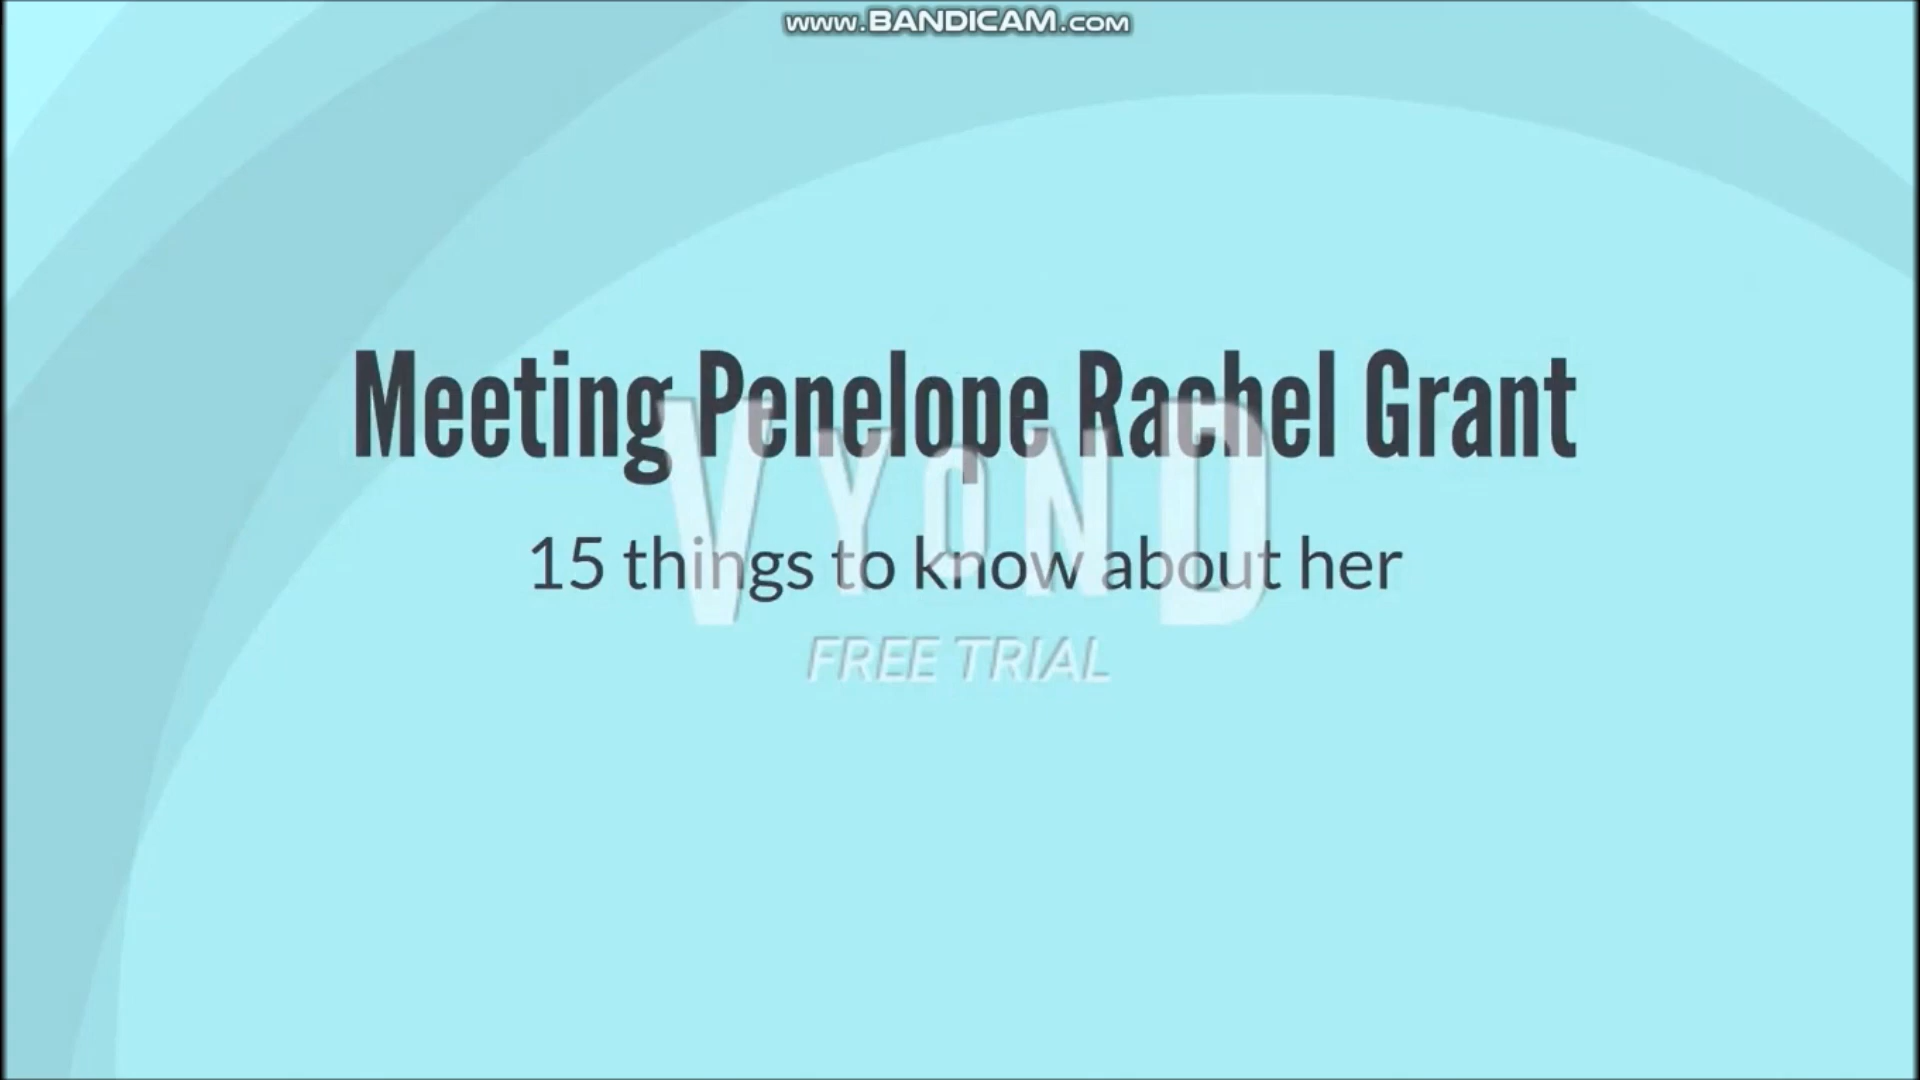 www.BANDICAM.com
Meeting Penelope Rachel Grant
VYOND
15 things to know about her
FREE TRIAL